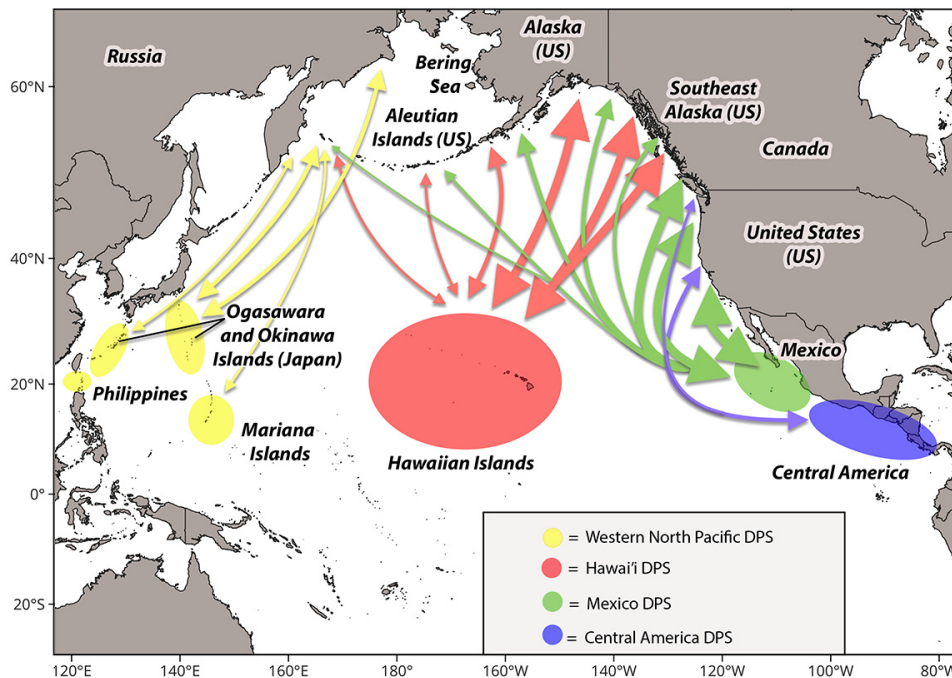 Alaska
(US)
Russia
Bering
Sea
60°N
Southeast
Alaska (US)
Aleutian
Islands (US)
Canada
United States
(US)
40°N
Ogasawara
and Okinawa
Islands (Japan)
Mexico
20°N
Philippines
Mariana
Islands
Hawaiian Islands
Central America
0°
20°S
= Western North Pacific DPS
= Hawai'i DPS
= Mexico DPS
= Central America DPS
120°E 140°E 160°E 180° 160°W 140°W 120°W 100°W 80°W